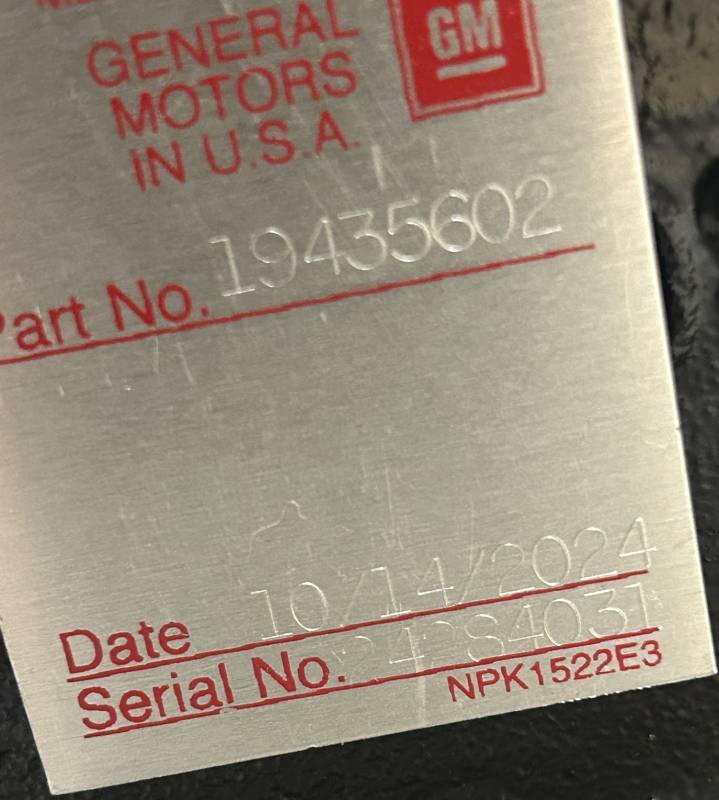 GENERAL
MOTORS
IN U.S.A.
GM
Part No. 19435602
Date 10/14/2024
Serial No.
NPK1522E3